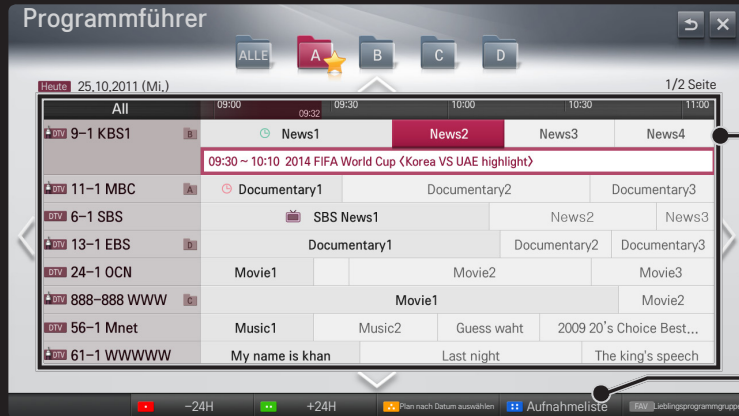 Programmführer
ALLE A B C D
Heute 25,10,2011 (Mi,) 1/2 Seite
All 09:00 09:32 09:30 10:00 10:30 11:00
DTV 9-1 KBS1 B News1 News2 News3 News4
09:30 ~ 10:10 2014 FIFA World Cup 〈Korea VS UAE highlight〉
DTV 11-1 MBC A Documentary1 Documentary2 Documentary3
DTV 6-1 SBS SBS News1 News2 News3
DTV 13-1 EBS D Documentary1 Documentary2 Documentary3
DTV 24-1 OCN Movie1 Movie2 Movie3
DTV 888-888 WWW C Movie1 Movie2
DTV 56-1 Mnet Music1 Music2 Guess waht 2009 20's Choice Best...
DTV 61-1 WWWWW My name is khan Last night The king's speech
-24H +24H Plan nach Datum auswählen Aufnahmeliste FAV Lieblingsprogrammgruppe